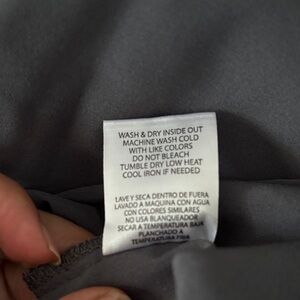 WASH & DRY INSIDE OUT
MACHINE WASH COLD
WITH LIKE COLORS
DO NOT BLEACH
TUMBLE DRY LOW HEAT
COOL IRON IF NEEDED
LAVE Y SECA DENTRO DE FUERA
LAVADO A MAQUINA CON AGUA
CON COLORES SIMILARES
NO USA BLANQUEADOR
SECAR A TEMPERATURA BAJA
PLANCHADO A
TEMPERATURA FRIA